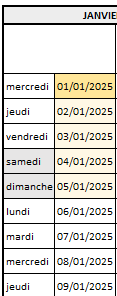 JANVIE
mercredi 01/01/2025
jeudi 02/01/2025
vendredi 03/01/2025
samedi 04/01/2025
dimanche 05/01/2025
lundi 06/01/2025
mardi 07/01/2025
mercredi 08/01/2025
jeudi 09/01/2025